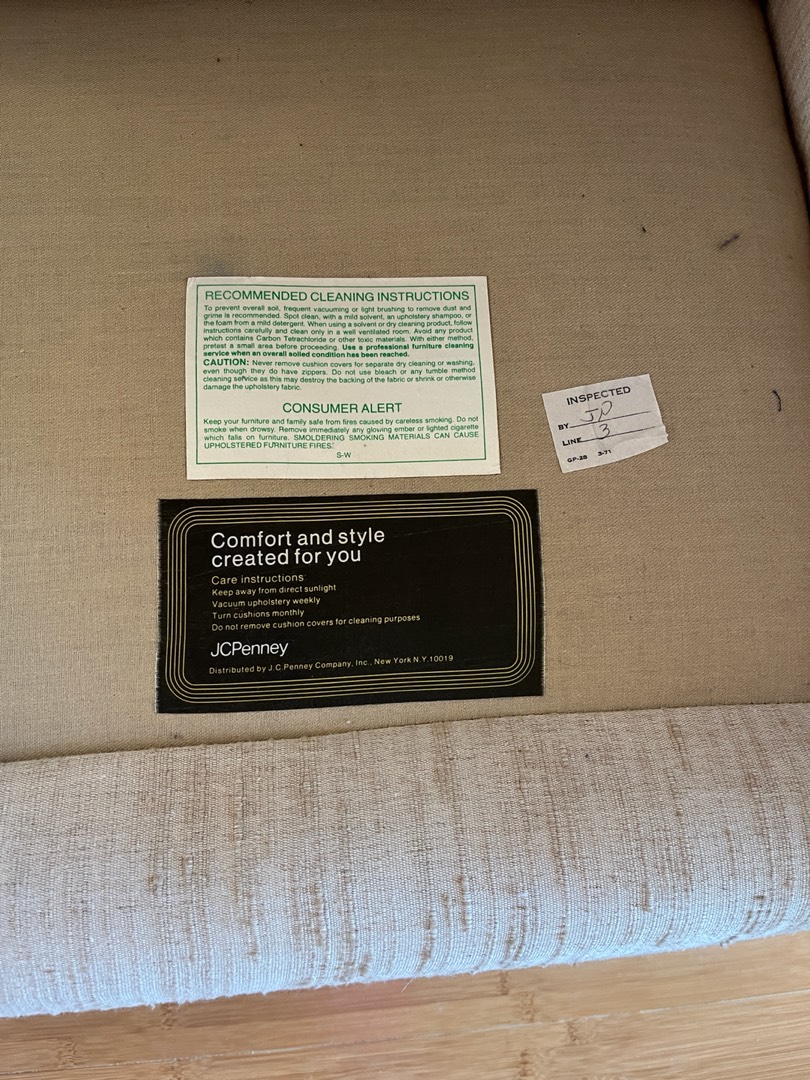 RECOMMENDED CLEANING INSTRUCTIONS
To prevent overall soil, frequent vacuuming or light brushing to remove dust and
grime is recommended. Spot clean, with a mild solvent, an upholstery shampoo, or
the foam from a mild detergent. When using a solvent or dry cleaning product, follow
instructions carefully and clean only in a well ventilated room. Avoid any product
which contains Carbon Tetrachloride or other toxic materials. With either method,
pretest a small area before proceeding. Use a professional furniture cleaning
service when an overall soiled condition has been reached.
CAUTION: Never remove cushion covers for separate dry cleaning or washing,
even though they do have zippers. Do not use bleach or any tumble method
cleaning service as this may destroy the backing of the fabric or shrink or otherwise
damage the upholstery fabric.
CONSUMER ALERT
Keep your furniture and family safe from fires caused by careless smoking. Do not
smoke when drowsy. Remove immediately any glowing ember or lighted cigarette
which falls on furniture. SMOLDERING SMOKING MATERIALS CAN CAUSE
UPHOLSTERED FURNITURE FIRES.
S-W
INSPECTED
BY JD
LINE 3
GP-28 3-71
Comfort and style
created for you
Care instructions
Keep away from direct sunlight
Vacuum upholstery weekly
Turn cushions monthly
Do not remove cushion covers for cleaning purposes
JCPenney
Distributed by J.C.Penney Company, Inc., New York N.Y.10019